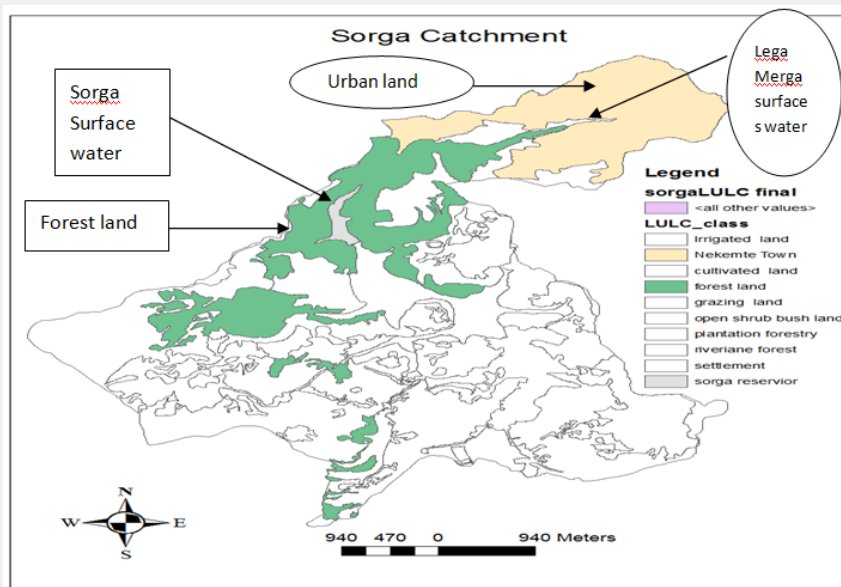 Sorga Catchment
Urban land
Lega
Merga
surface
s water
Sorga
Surface
water
Forest land
Legend
sorgaLULC final
<all other values>
LULC_class
Irrigated land
Nekemte Town
cultivated land
forest land
grazing land
open shrub bush land
plantation forestry
riveriane forest
settlement
sorga reservior
N
W E
S
940 470 0 940 Meters